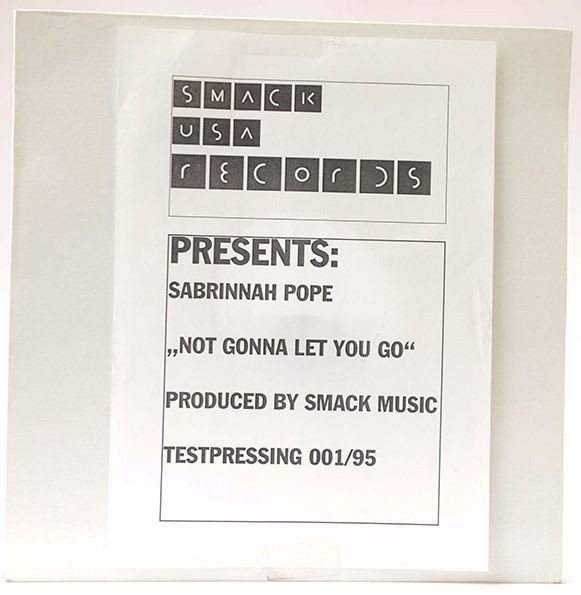 SMACK
USA
rECOrDS
PRESENTS:
SABRINNAH POPE
„NOT GONNA LET YOU GO“
PRODUCED BY SMACK MUSIC
TESTPRESSING 001/95